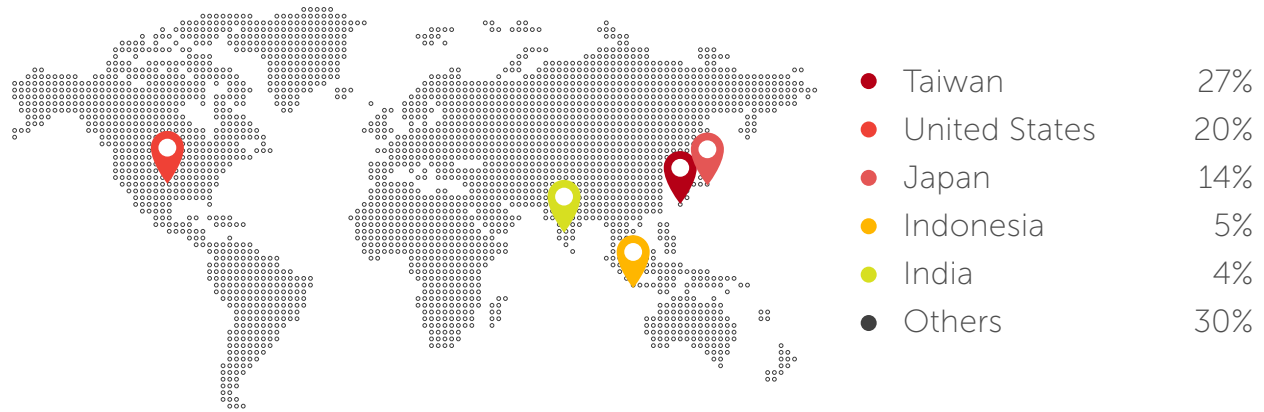 Taiwan 27%
United States 20%
Japan 14%
Indonesia 5%
India 4%
Others 30%